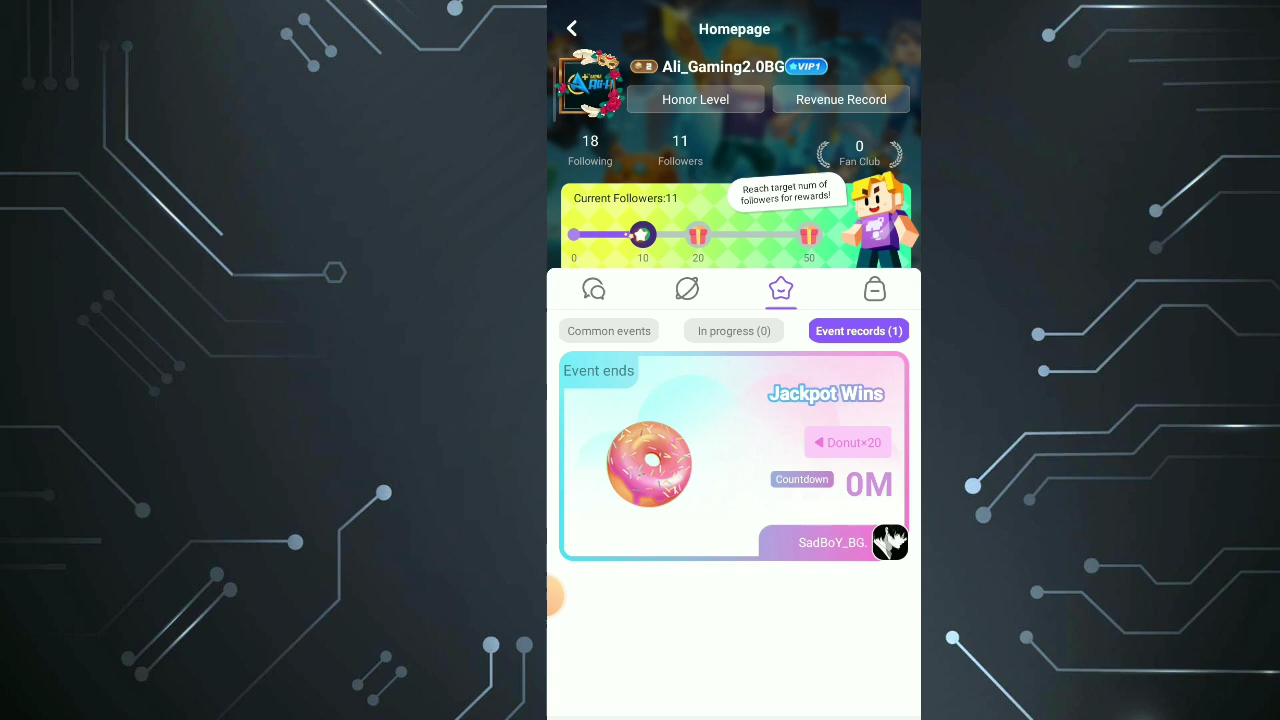 Homepage
2 Ali_Gaming2.0BG VIP1
Honor Level
Revenue Record
18
Following
11
Followers
0
Fan Club
Current Followers:11
Reach target num of
followers for rewards!
0 10 20 50
Common events
In progress (0)
Event records (1)
Event ends
Jackpot Wins
Donut×20
Countdown
0M
SadBoY_BG.